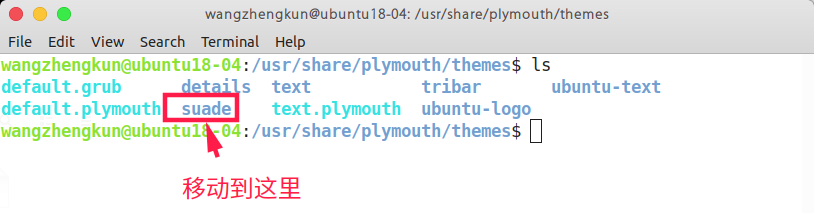 wangzhengkun@ubuntu18-04: /usr/share/plymouth/themes
File Edit View Search Terminal Help
wangzhengkun@ubuntu18-04:/usr/share/plymouth/themes$ ls
default.grub details text tribar ubuntu-text
default.plymouth suade text.plymouth ubuntu-logo
wangzhengkun@ubuntu18-04:/usr/share/plymouth/themes$
移动到这里